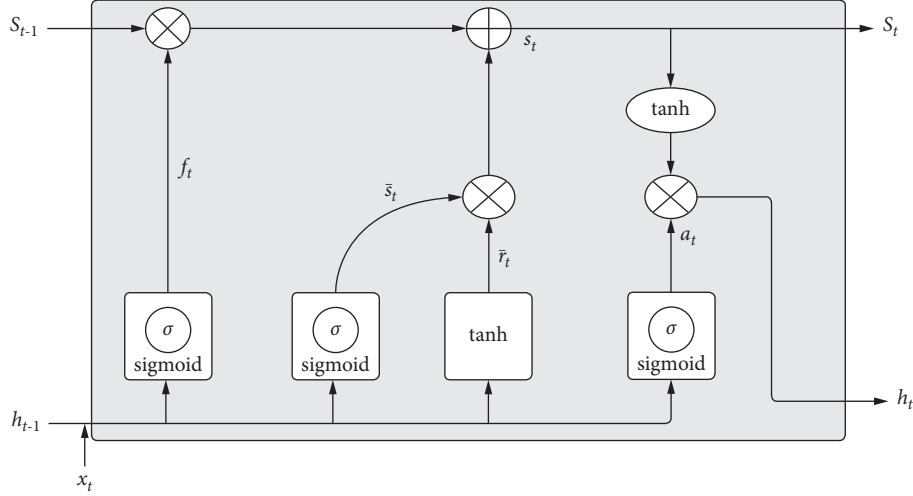 S_{t-1}
s_t
S_t
tanh
f_t
s̄_t
a_t
r̄_t
σ
sigmoid
σ
sigmoid
tanh
σ
sigmoid
h_{t-1}
h_t
x_t